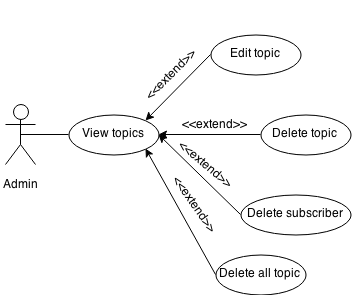 Edit topic
<<extend>>
<<extend>>
View topics
Delete topic
<<extend>>
Admin
<<extend>>
Delete subscriber
Delete all topic